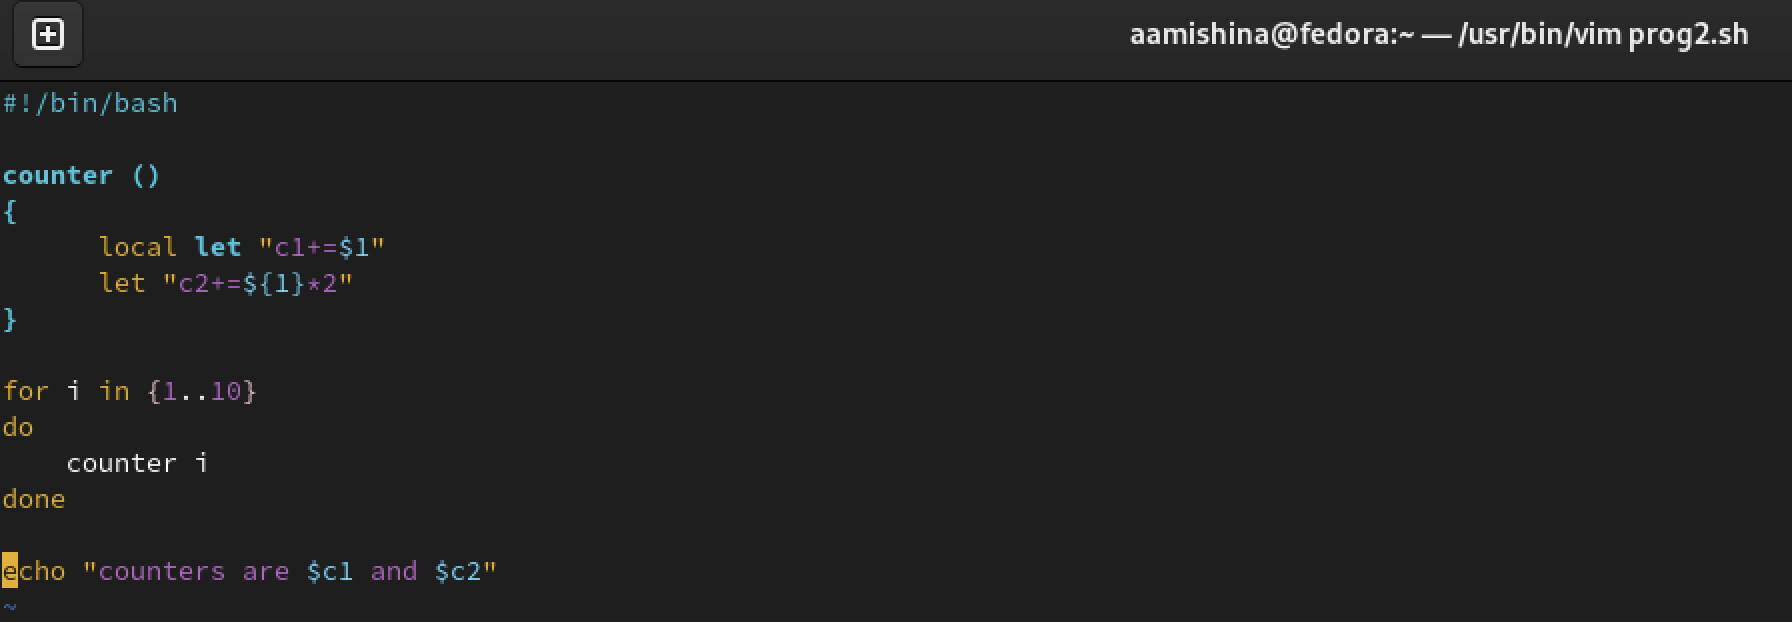 aamishina@fedora:~ — /usr/bin/vim prog2.sh
#!/bin/bash
counter ()
{
      local let "c1+=$1"
      let "c2+=${1}*2"
}
for i in {1..10}
do
    counter i
done
echo "counters are $c1 and $c2"
~